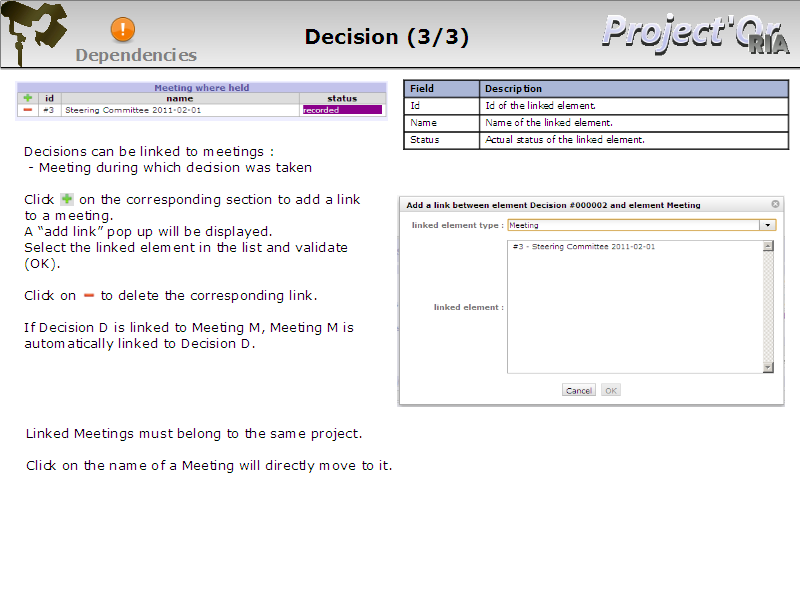 Decision (3/3)
Project'Or
RIA
Dependencies
Meeting where held
id name status
#3 Steering Committee 2011-02-01 recorded
Field Description
Id Id of the linked element.
Name Name of the linked element.
Status Actual status of the linked element.
Decisions can be linked to meetings :
- Meeting during which decision was taken
Click on the corresponding section to add a link
to a meeting.
A “add link” pop up will be displayed.
Select the linked element in the list and validate
(OK).
Click on to delete the corresponding link.
If Decision D is linked to Meeting M, Meeting M is
automatically linked to Decision D.
Add a link between element Decision #000002 and element Meeting
linked element type : Meeting
#3 - Steering Committee 2011-02-01
linked element :
Cancel OK
Linked Meetings must belong to the same project.
Click on the name of a Meeting will directly move to it.